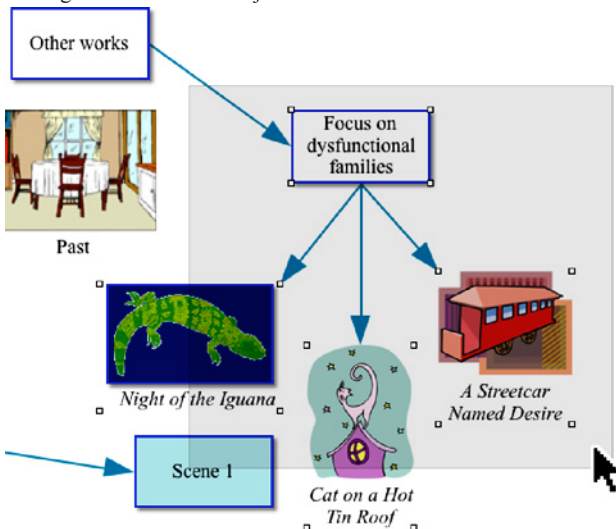 Other works
Focus on
dysfunctional
families
Past
Night of the Iguana
A Streetcar
Named Desire
Scene 1
Cat on a Hot
Tin Roof